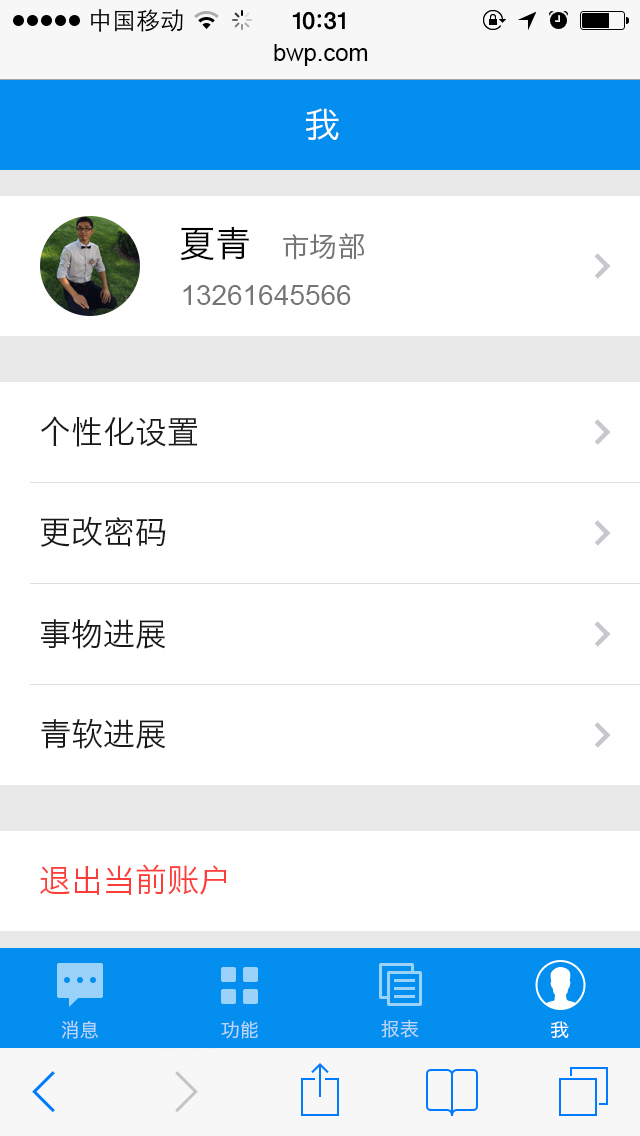 中国移动 10:31
bwp.com
我
夏青 市场部
13261645566
个性化设置
更改密码
事物进展
青软进展
退出当前账户
消息 功能 报表 我